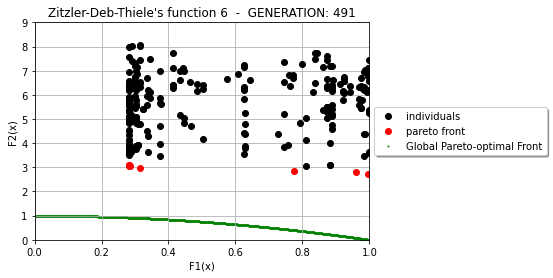 Zitzler-Deb-Thiele's function 6 - GENERATION: 491
9
8
7
6
5
4
3
2
1
0
F2(x)
0.0 0.2 0.4 0.6 0.8 1.0
F1(x)
individuals
pareto front
Global Pareto-optimal Front